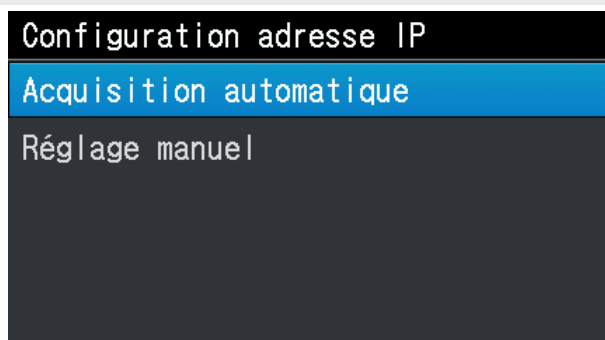 Configuration adresse IP
Acquisition automatique
Réglage manuel